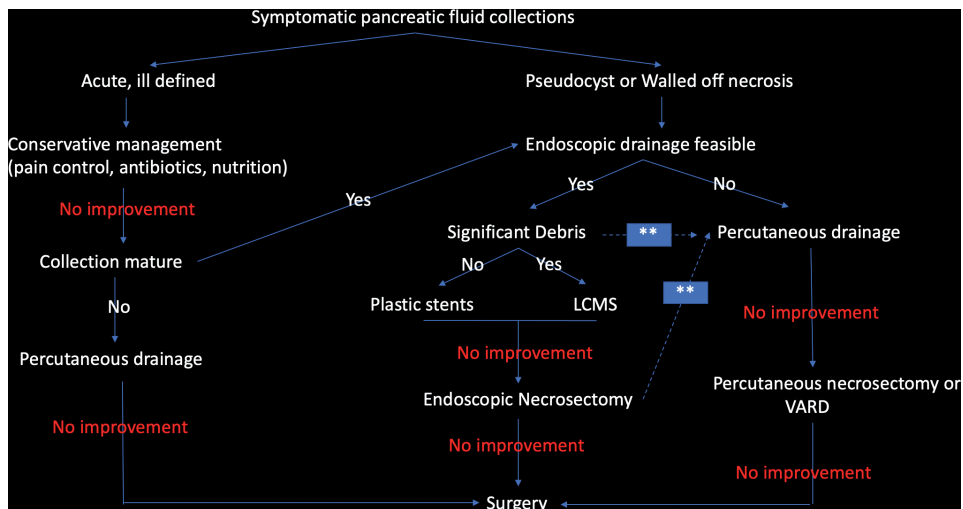 Symptomatic pancreatic fluid collections
Acute, ill defined
Pseudocyst or Walled off necrosis
Conservative management
(pain control, antibiotics, nutrition)
Endoscopic drainage feasible
Yes
Yes
No
No improvement
Significant Debris
**
Percutaneous drainage
Collection mature
No
Yes
**
No
Plastic stents
LCMS
No improvement
Percutaneous drainage
No improvement
Percutaneous necrosectomy or
VARD
Endoscopic Necrosectomy
No improvement
No improvement
No improvement
Surgery